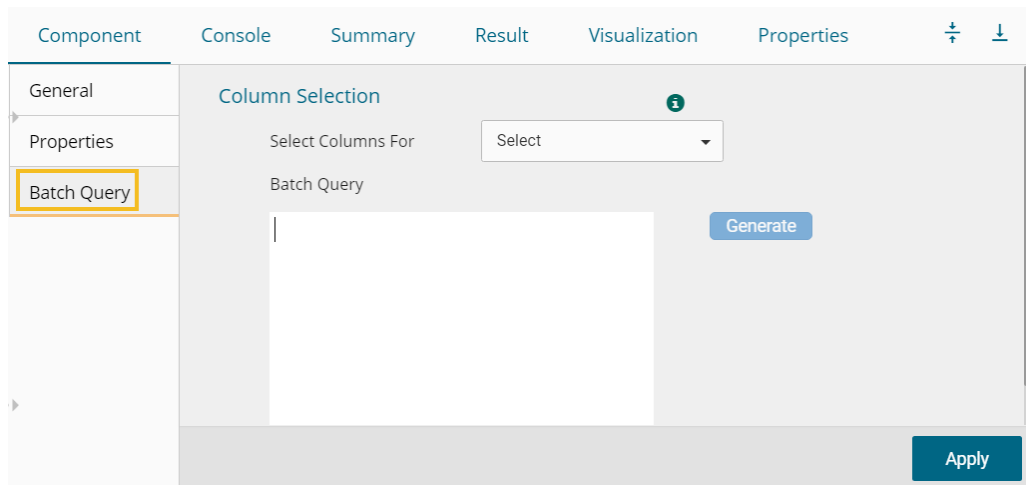 Component Console Summary Result Visualization Properties
General
Properties
Batch Query
Column Selection
i
Select Columns For Select
Batch Query
Generate
Apply